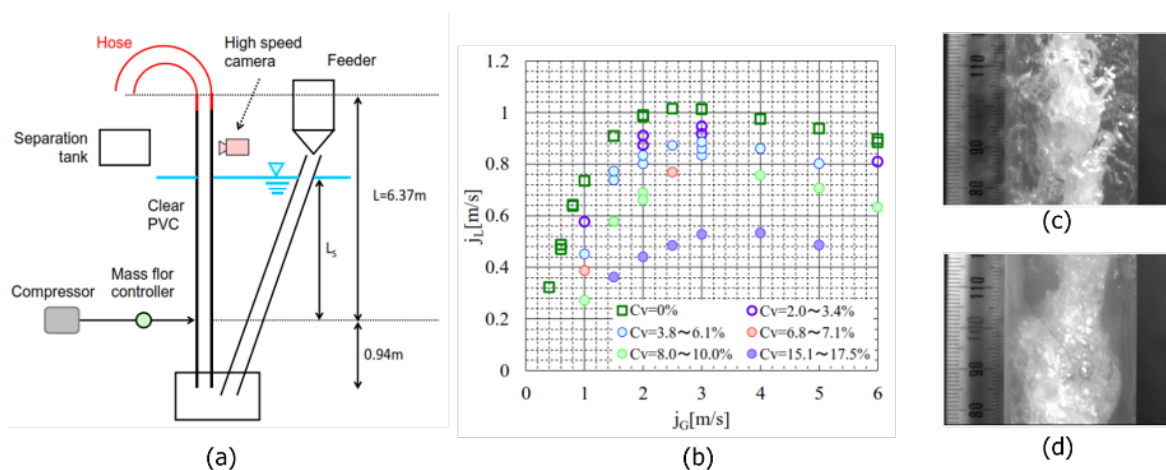 (a)
Hose
High speed
camera
Feeder
Separation
tank
L=6.37m
Clear
PVC
L_S
Mass flor
controller
Compressor
0.94m
(b)
1.2
1
0.8
0.6
0.4
0.2
0
0 1 2 3 4 5 6
j_L[m/s]
j_G[m/s]
Cv=0%
Cv=2.0～3.4%
Cv=3.8～6.1%
Cv=6.8～7.1%
Cv=8.0～10.0%
Cv=15.1～17.5%
(a)
(b)
(c)
110
100
90
80
(c)
110
100
90
80
(d)